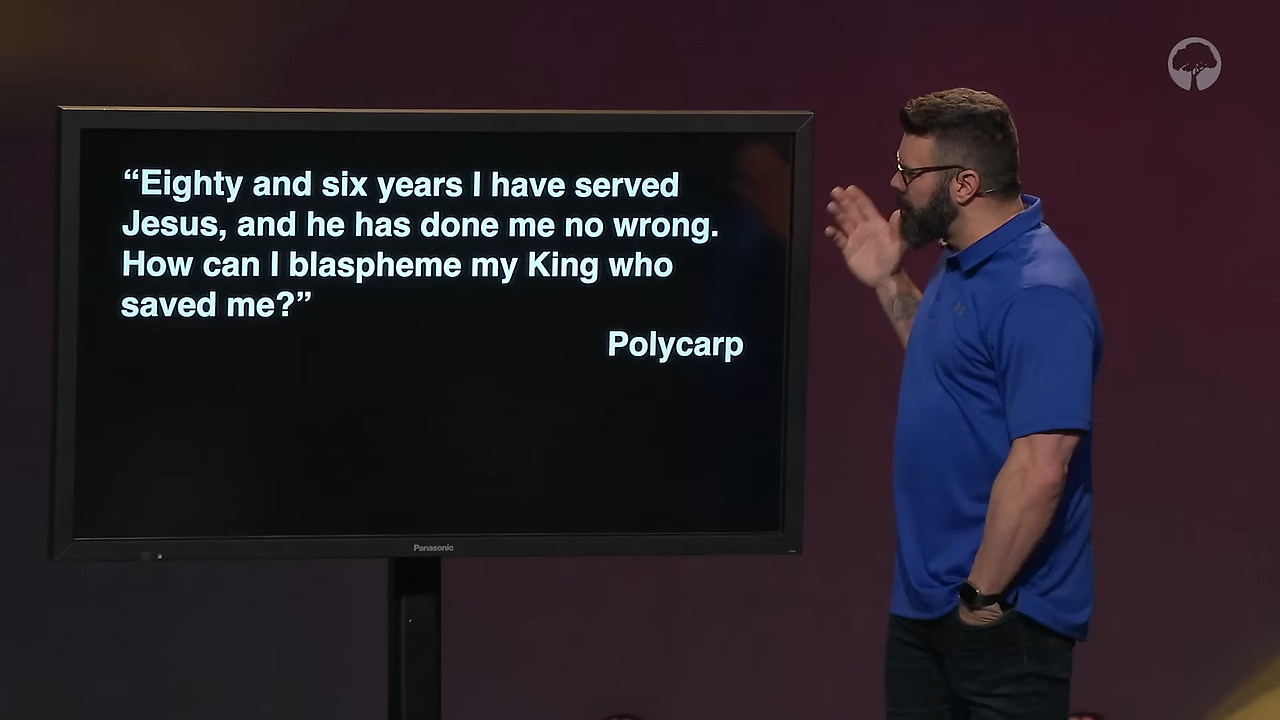 “Eighty and six years I have served
Jesus, and he has done me no wrong.
How can I blaspheme my King who
saved me?”
Polycarp
Panasonic